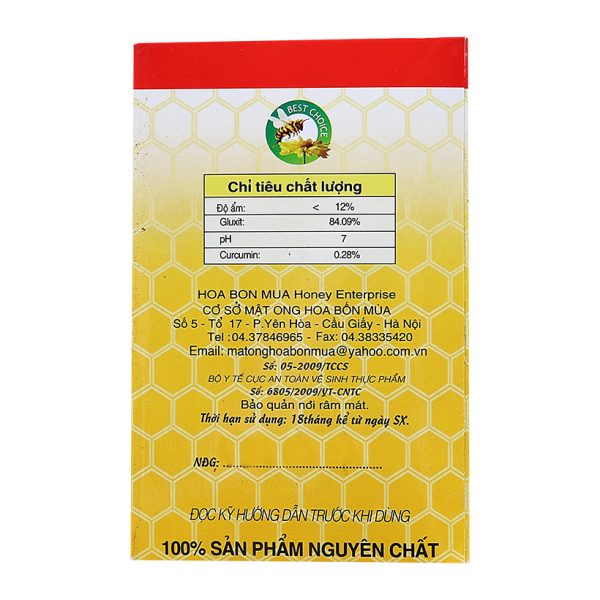 BEST CHOICE
Chỉ tiêu chất lượng
Độ ẩm: < 12%
Gluxit: 84.09%
pH 7
Curcumin: 0.28%
HOA BON MUA Honey Enterprise
CƠ SỞ MẬT ONG HOA BỐN MÙA
Số 5 - Tổ 17 - P.Yên Hòa - Cầu Giấy - Hà Nội
Tel :04.37846965 - Fax: 04.38335420
Email: matonghoabonmua@yahoo.com.vn
Số: 05-2009/TCCS
BỘ Y TẾ CỤC AN TOÀN VỆ SINH THỰC PHẨM
Số: 6805/2009/YT-CNTC
Bảo quản nơi râm mát.
Thời hạn sử dụng: 18tháng kể từ ngày SX.
NĐG: ........................................
ĐỌC KỸ HƯỚNG DẪN TRƯỚC KHI DÙNG
100% SẢN PHẨM NGUYÊN CHẤT